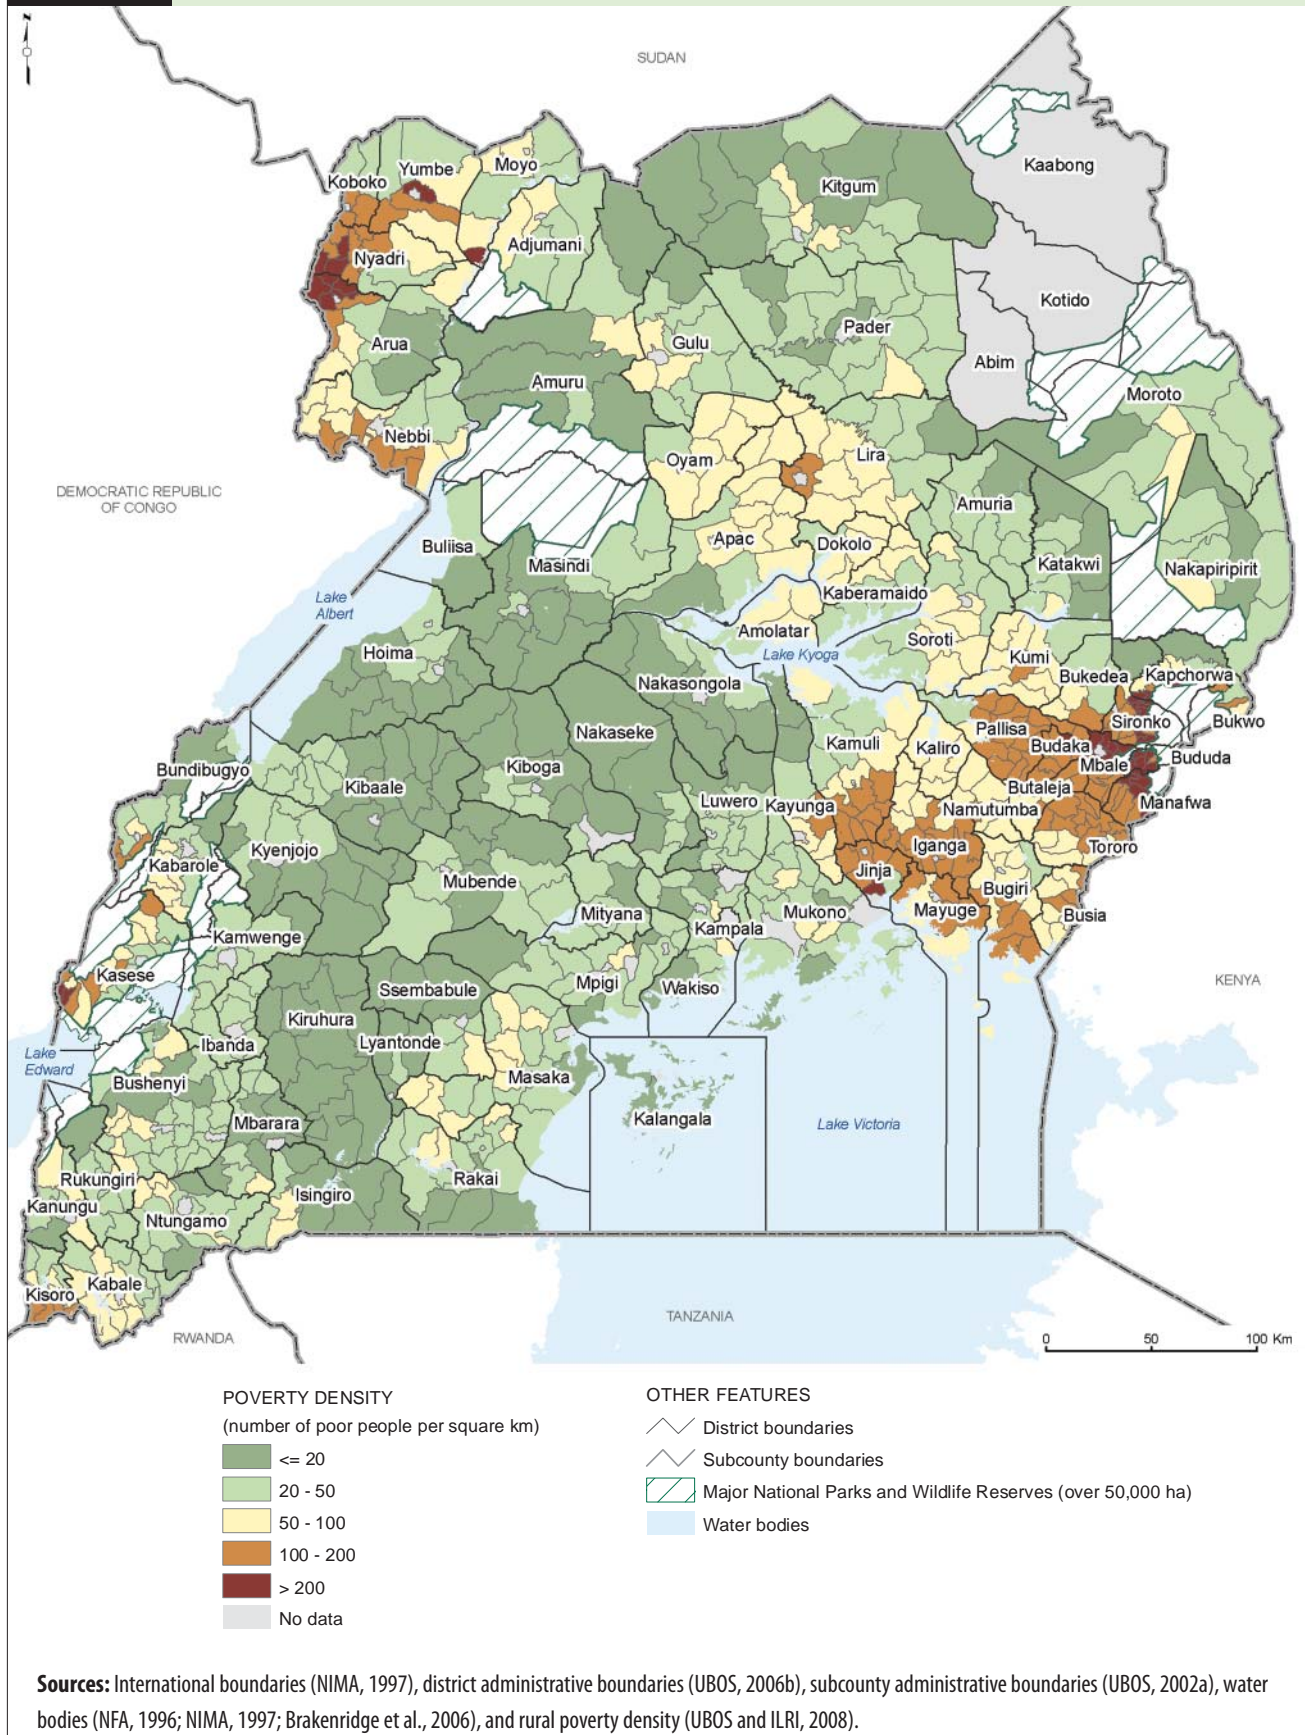 N
SUDAN
Kaabong
Yumbe
Moyo
Koboko
Kitgum
Adjumani
Nyadri
Kotido
Pader
Arua
Gulu
Abim
Amuru
Moroto
Nebbi
Lira
Oyam
DEMOCRATIC REPUBLIC
OF CONGO
Amuria
Buliisa
Apac
Dokolo
Masindi
Katakwi
Nakapiripirit
Kaberamaido
Lake
Albert
Amolatar
Soroti
Hoima
Lake Kyoga
Kumi
Nakasongola
Bukedea
Kapchorwa
Nakaseke
Pallisa
Sironko
Bukwo
Kamuli
Kaliro
Budaka
Bududa
Bundibugyo
Kiboga
Mbale
Kibaale
Butaleja
Luwero
Kayunga
Namutumba
Manafwa
Kyenjojo
Iganga
Tororo
Kabarole
Jinja
Mubende
Bugiri
Mityana
Mukono
Mayuge
Busia
Kampala
Kamwenge
Kasese
Ssembabule
Mpigi
Wakiso
KENYA
Kiruhura
Ibanda
Lyantonde
Lake
Edward
Bushenyi
Masaka
Mbarara
Kalangala
Lake Victoria
Rukungiri
Rakai
Isingiro
Kanungu
Ntungamo
Kabale
Kisoro
TANZANIA
RWANDA
0 50 100 Km
POVERTY DENSITY
(number of poor people per square km)
<= 20
20 - 50
50 - 100
100 - 200
> 200
No data
OTHER FEATURES
District boundaries
Subcounty boundaries
Major National Parks and Wildlife Reserves (over 50,000 ha)
Water bodies
Sources: International boundaries (NIMA, 1997), district administrative boundaries (UBOS, 2006b), subcounty administrative boundaries (UBOS, 2002a), water
bodies (NFA, 1996; NIMA, 1997; Brakenridge et al., 2006), and rural poverty density (UBOS and ILRI, 2008).